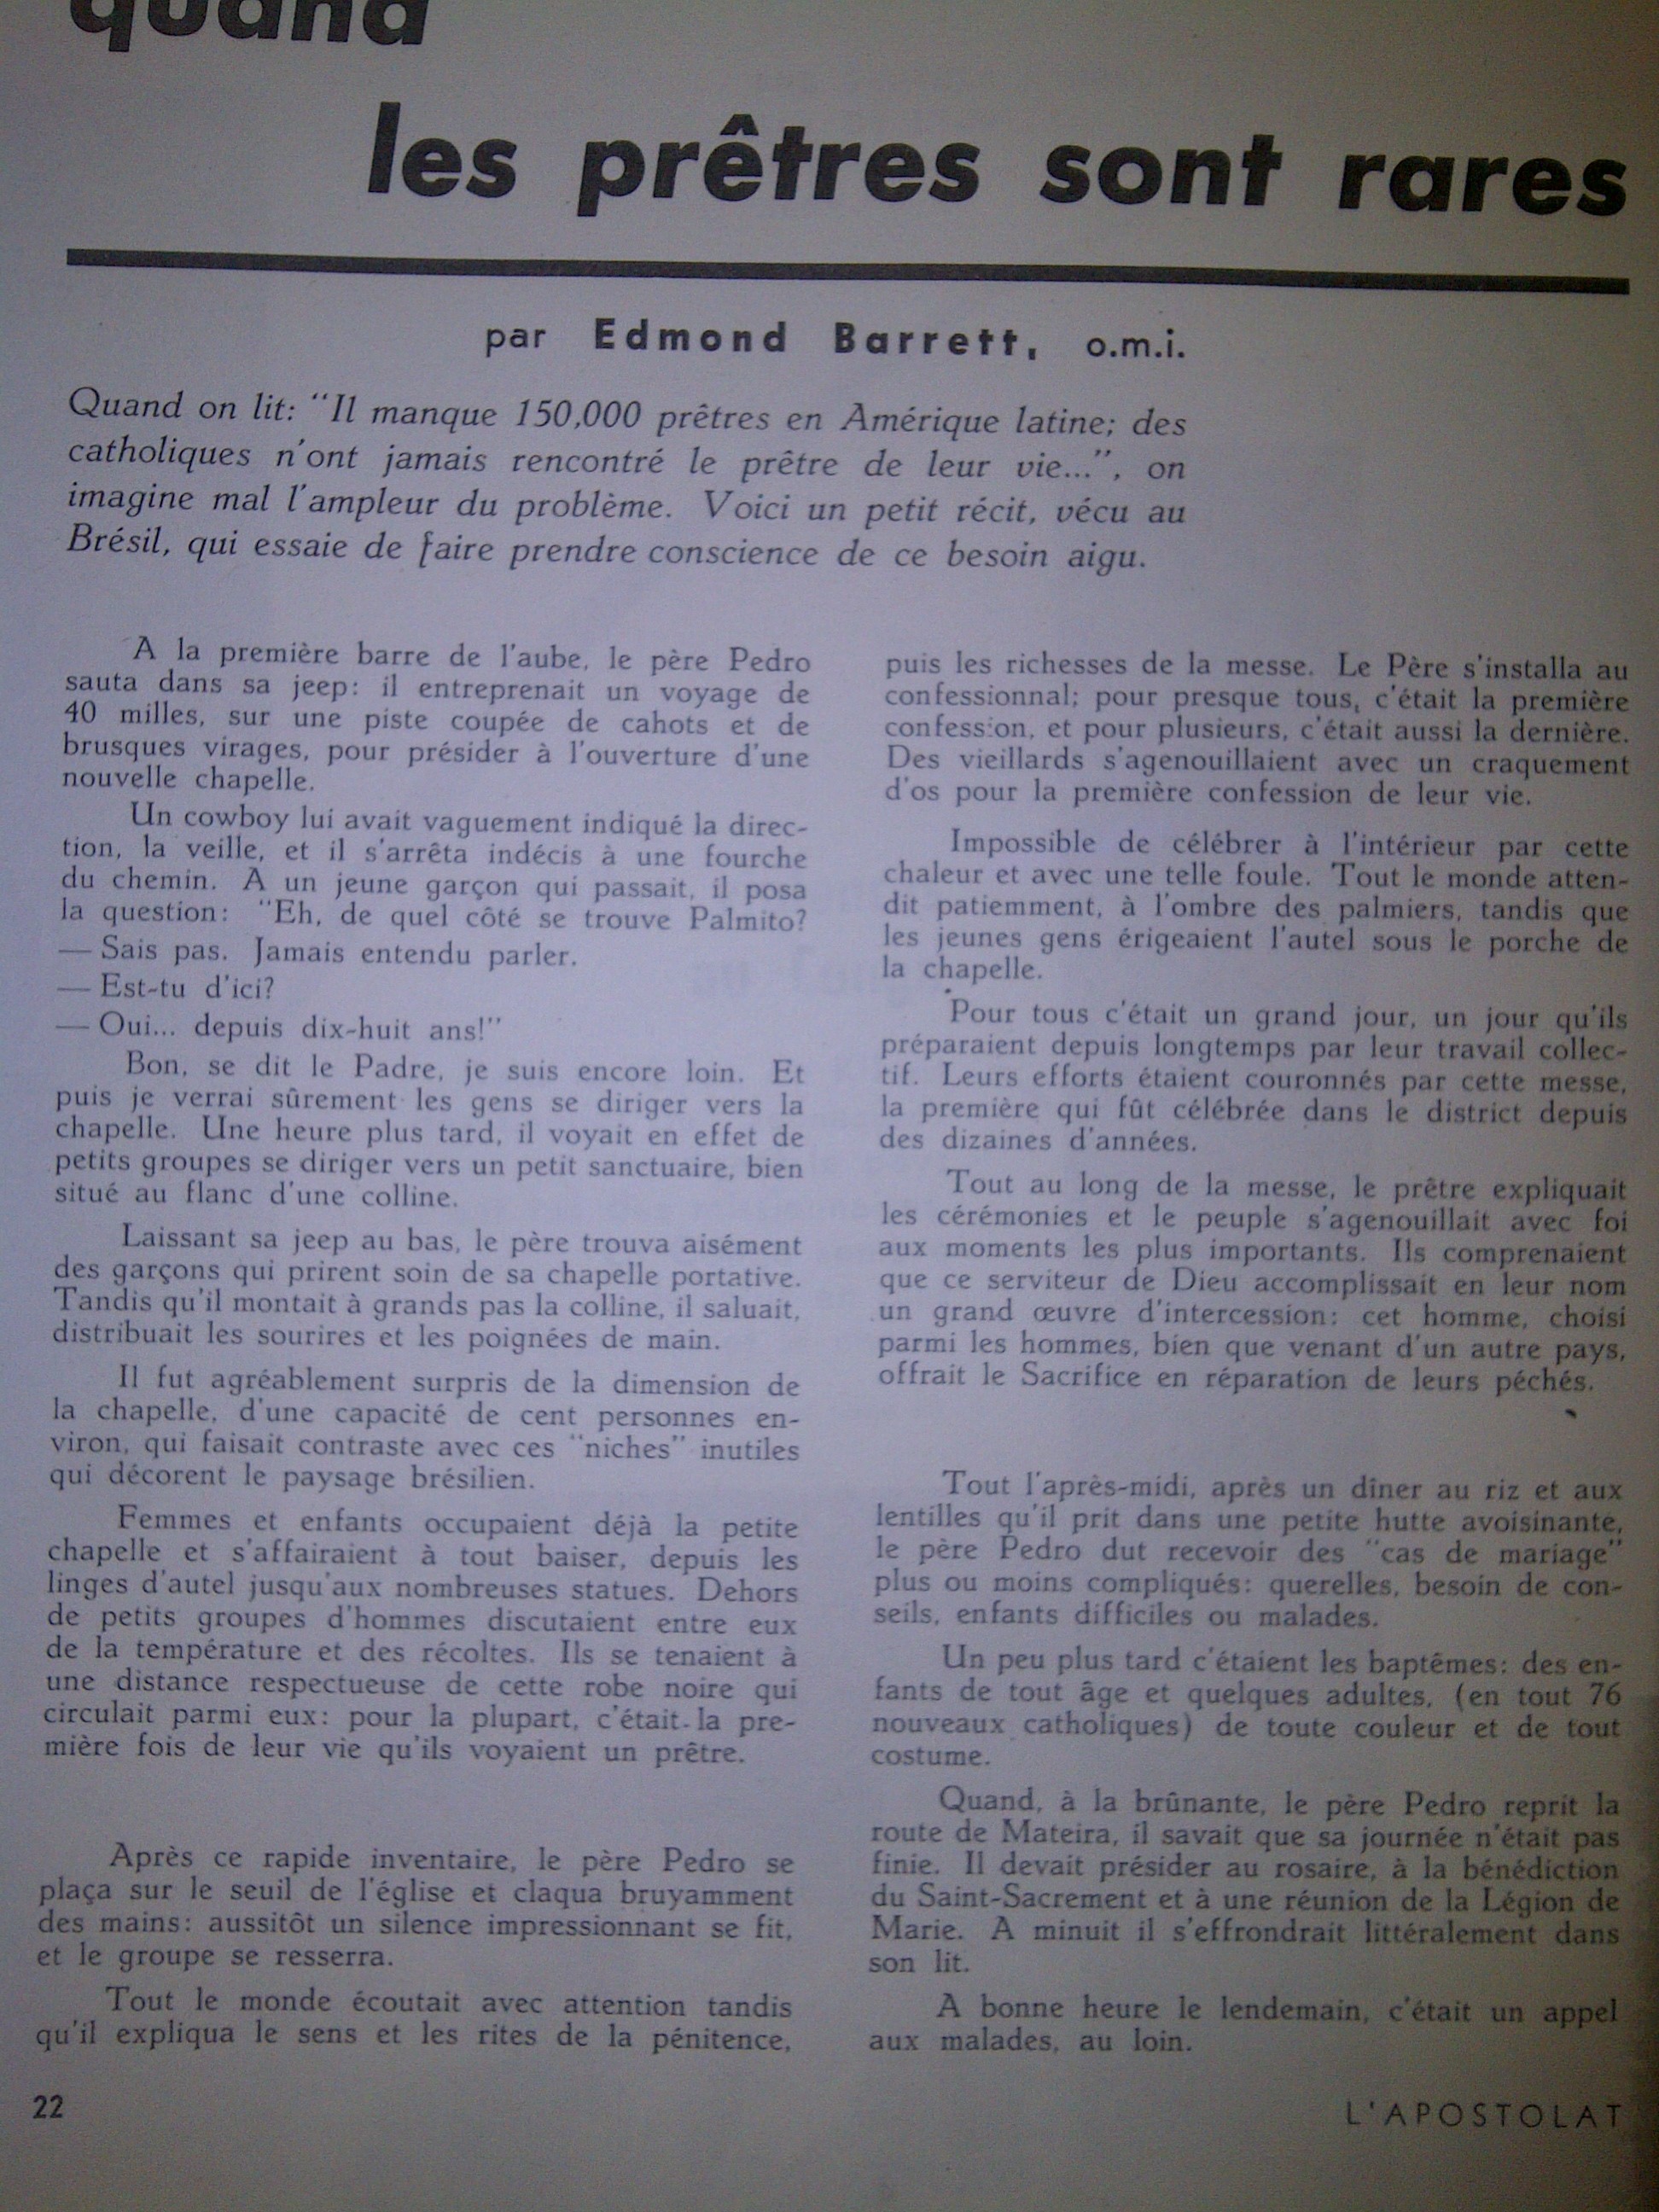 quand
les prêtres sont rares
par Edmond Barrett, o.m.i.
Quand on lit: "Il manque 150,000 prêtres en Amérique latine; des
catholiques n'ont jamais rencontré le prêtre de leur vie...", on
imagine mal l'ampleur du problème. Voici un petit récit, vécu au
Brésil, qui essaie de faire prendre conscience de ce besoin aigu.
A la première barre de l'aube, le père Pedro
sauta dans sa jeep: il entreprenait un voyage de
40 milles, sur une piste coupée de cahots et de
brusques virages, pour présider à l'ouverture d'une
nouvelle chapelle.
Un cowboy lui avait vaguement indiqué la direc-
tion, la veille, et il s'arrêta indécis à une fourche
du chemin. A un jeune garçon qui passait, il posa
la question: "Eh, de quel côté se trouve Palmito?
— Sais pas. Jamais entendu parler.
— Est-tu d'ici?
— Oui... depuis dix-huit ans!"
Bon, se dit le Padre, je suis encore loin. Et
puis je verrai sûrement les gens se diriger vers la
chapelle. Une heure plus tard, il voyait en effet de
petits groupes se diriger vers un petit sanctuaire, bien
situé au flanc d'une colline.
Laissant sa jeep au bas, le père trouva aisément
des garçons qui prirent soin de sa chapelle portative.
Tandis qu'il montait à grands pas la colline, il saluait,
distribuait les sourires et les poignées de main.
Il fut agréablement surpris de la dimension de
la chapelle, d'une capacité de cent personnes en-
viron, qui faisait contraste avec ces "niches" inutiles
qui décorent le paysage brésilien.
Femmes et enfants occupaient déjà la petite
chapelle et s'affairaient à tout baiser, depuis les
linges d'autel jusqu'aux nombreuses statues. Dehors
de petits groupes d'hommes discutaient entre eux
de la température et des récoltes. Ils se tenaient à
une distance respectueuse de cette robe noire qui
circulait parmi eux: pour la plupart, c'était la pre-
mière fois de leur vie qu'ils voyaient un prêtre.
Après ce rapide inventaire, le père Pedro se
plaça sur le seuil de l'église et claqua bruyamment
des mains: aussitôt un silence impressionnant se fit,
et le groupe se resserra.
Tout le monde écoutait avec attention tandis
qu'il expliqua le sens et les rites de la pénitence,
puis les richesses de la messe. Le Père s'installa au
confessionnal; pour presque tous, c'était la première
confession, et pour plusieurs, c'était aussi la dernière.
Des vieillards s'agenouillaient avec un craquement
d'os pour la première confession de leur vie.
Impossible de célébrer à l'intérieur par cette
chaleur et avec une telle foule. Tout le monde atten-
dit patiemment, à l'ombre des palmiers, tandis que
les jeunes gens érigeaient l'autel sous le porche de
la chapelle.
Pour tous c'était un grand jour, un jour qu'ils
préparaient depuis longtemps par leur travail collec-
tif. Leurs efforts étaient couronnés par cette messe,
la première qui fût célébrée dans le district depuis
des dizaines d'années.
Tout au long de la messe, le prêtre expliquait
les cérémonies et le peuple s'agenouillait avec foi
aux moments les plus importants. Ils comprenaient
que ce serviteur de Dieu accomplissait en leur nom
un grand œuvre d'intercession: cet homme, choisi
parmi les hommes, bien que venant d'un autre pays,
offrait le Sacrifice en réparation de leurs péchés.
Tout l'après-midi, après un dîner au riz et aux
lentilles qu'il prit dans une petite hutte avoisinante,
le père Pedro dut recevoir des "cas de mariage"
plus ou moins compliqués: querelles, besoin de con-
seils, enfants difficiles ou malades.
Un peu plus tard c'étaient les baptêmes: des en-
fants de tout âge et quelques adultes, (en tout 76
nouveaux catholiques) de toute couleur et de tout
costume.
Quand, à la brûnante, le père Pedro reprit la
route de Mateira, il savait que sa journée n'était pas
finie. Il devait présider au rosaire, à la bénédiction
du Saint-Sacrement et à une réunion de la Légion de
Marie. A minuit il s'effrondrait littéralement dans
son lit.
A bonne heure le lendemain, c'était un appel
aux malades, au loin.
22
L'APOSTOLAT